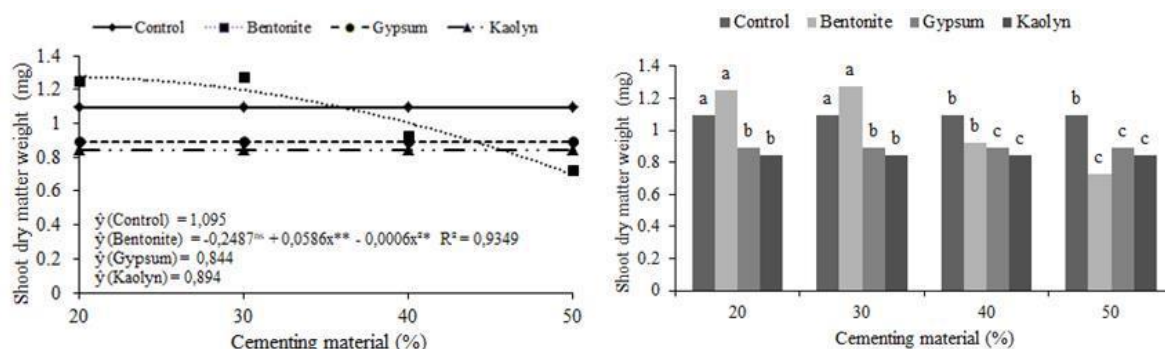 Control Bentonite Gypsum Kaolyn
Shoot dry matter weight (mg)
1.4
1.2
1
0.8
0.6
0.4
0.2
0
ŷ (Control) = 1,095
ŷ (Bentonite) = -0,2487ⁿˢ + 0,0586x** - 0,0006x²* R² = 0,9349
ŷ (Gypsum) = 0,844
ŷ (Kaolyn) = 0,894
20 30 40 50
Cementing material (%)
Control Bentonite Gypsum Kaolyn
Shoot dry matter weight (mg)
1.4
1.2
1
0.8
0.6
0.4
0.2
0
a a b b a a b b b b c c b c c c
20 30 40 50
Cementing material (%)